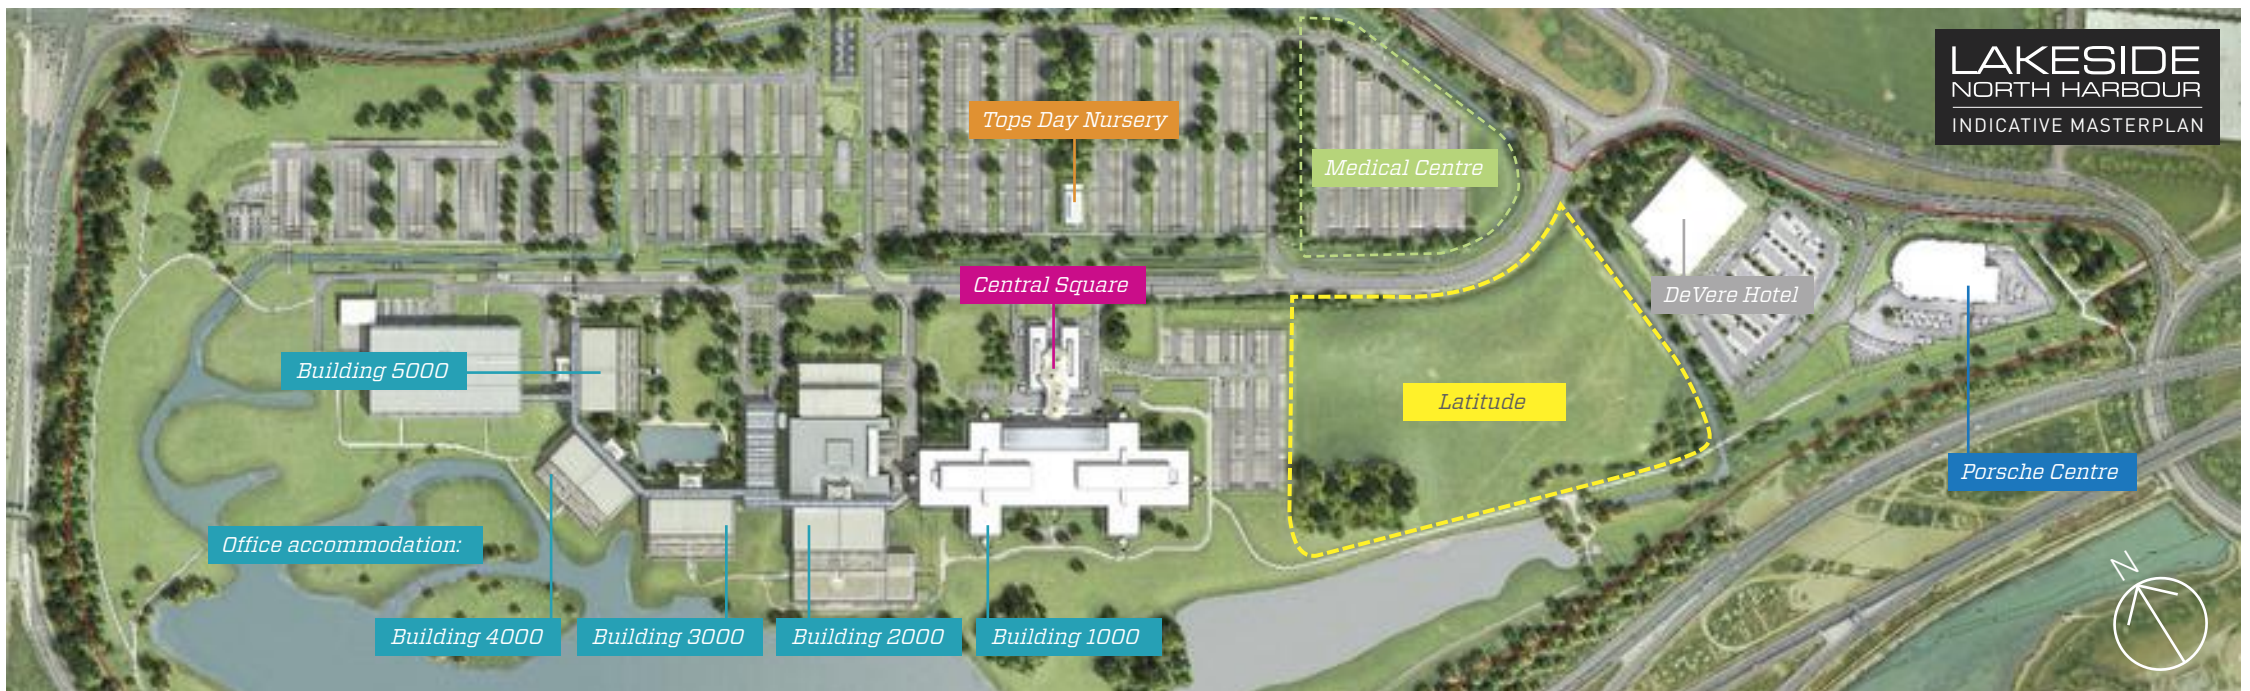 LAKESIDE
NORTH HARBOUR
INDICATIVE MASTERPLAN
Tops Day Nursery
Medical Centre
Central Square
DeVere Hotel
Building 5000
Latitude
Porsche Centre
Office accommodation:
Building 4000
Building 3000
Building 2000
Building 1000
N